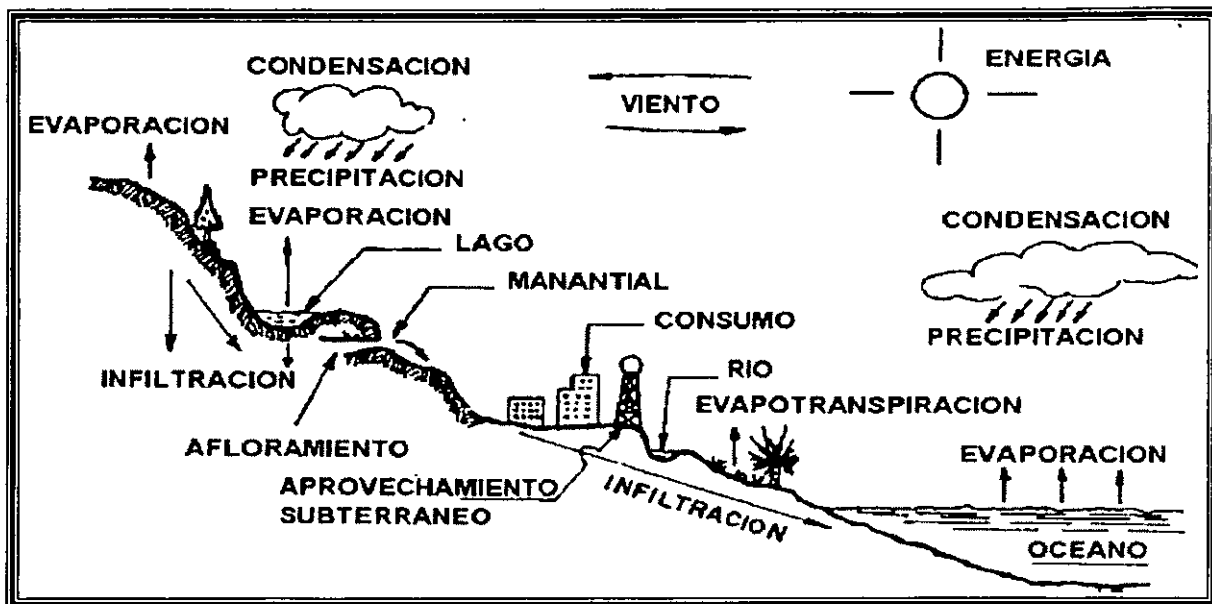 CONDENSACION
ENERGIA
VIENTO
EVAPORACION
PRECIPITACION
EVAPORACION
CONDENSACION
LAGO
MANANTIAL
CONSUMO
PRECIPITACION
INFILTRACION
RIO
EVAPOTRANSPIRACION
AFLORAMIENTO
EVAPORACION
APROVECHAMIENTO
SUBTERRANEO
INFILTRACION
OCEANO